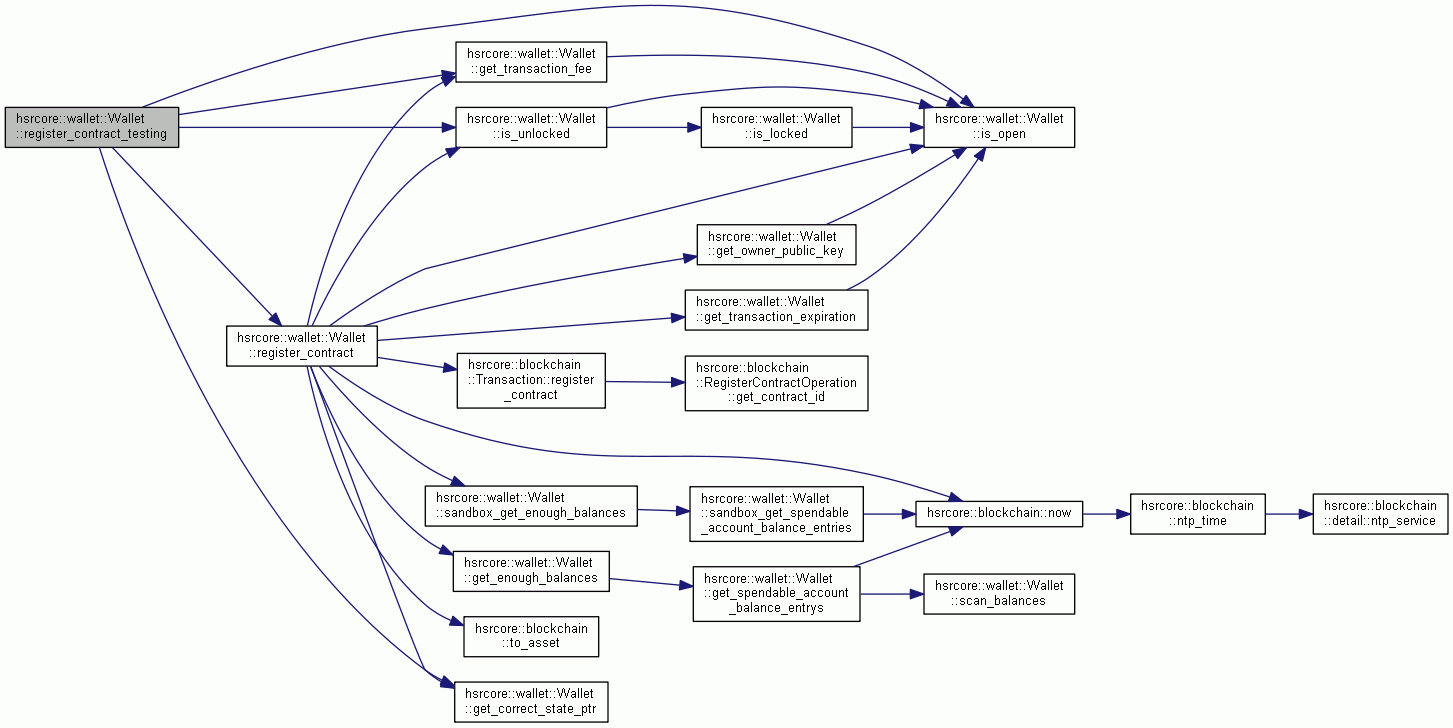 hsrcore::wallet::Wallet
::register_contract_testing
hsrcore::wallet::Wallet
::get_transaction_fee
hsrcore::wallet::Wallet
::is_unlocked
hsrcore::wallet::Wallet
::is_locked
hsrcore::wallet::Wallet
::is_open
hsrcore::wallet::Wallet
::get_owner_public_key
hsrcore::wallet::Wallet
::get_transaction_expiration
hsrcore::wallet::Wallet
::register_contract
hsrcore::blockchain
::Transaction::register
_contract
hsrcore::blockchain
::RegisterContractOperation
::get_contract_id
hsrcore::wallet::Wallet
::sandbox_get_enough_balances
hsrcore::wallet::Wallet
::sandbox_get_spendable
_account_balance_entries
hsrcore::blockchain::now
hsrcore::blockchain
::ntp_time
hsrcore::blockchain
::detail::ntp_service
hsrcore::wallet::Wallet
::get_enough_balances
hsrcore::wallet::Wallet
::get_spendable_account
_balance_entrys
hsrcore::wallet::Wallet
::scan_balances
hsrcore::blockchain
::to_asset
hsrcore::wallet::Wallet
::get_correct_state_ptr